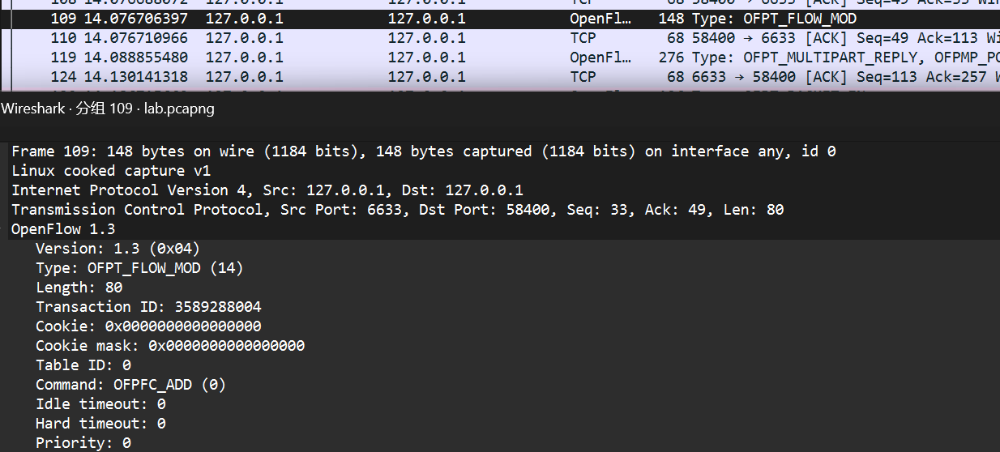 109 14.076706397 127.0.0.1 127.0.0.1 OpenFl… 148 Type: OFPT_FLOW_MOD
110 14.076710966 127.0.0.1 127.0.0.1 TCP 68 58400 → 6633 [ACK] Seq=49 Ack=113 Wi
119 14.088855480 127.0.0.1 127.0.0.1 OpenFl… 276 Type: OFPT_MULTIPART_REPLY, OFPMP_PO
124 14.130141318 127.0.0.1 127.0.0.1 TCP 68 6633 → 58400 [ACK] Seq=113 Ack=257 W
Wireshark · 分组 109 · lab.pcapng
Frame 109: 148 bytes on wire (1184 bits), 148 bytes captured (1184 bits) on interface any, id 0
Linux cooked capture v1
Internet Protocol Version 4, Src: 127.0.0.1, Dst: 127.0.0.1
Transmission Control Protocol, Src Port: 6633, Dst Port: 58400, Seq: 33, Ack: 49, Len: 80
OpenFlow 1.3
Version: 1.3 (0x04)
Type: OFPT_FLOW_MOD (14)
Length: 80
Transaction ID: 3589288004
Cookie: 0x0000000000000000
Cookie mask: 0x0000000000000000
Table ID: 0
Command: OFPFC_ADD (0)
Idle timeout: 0
Hard timeout: 0
Priority: 0